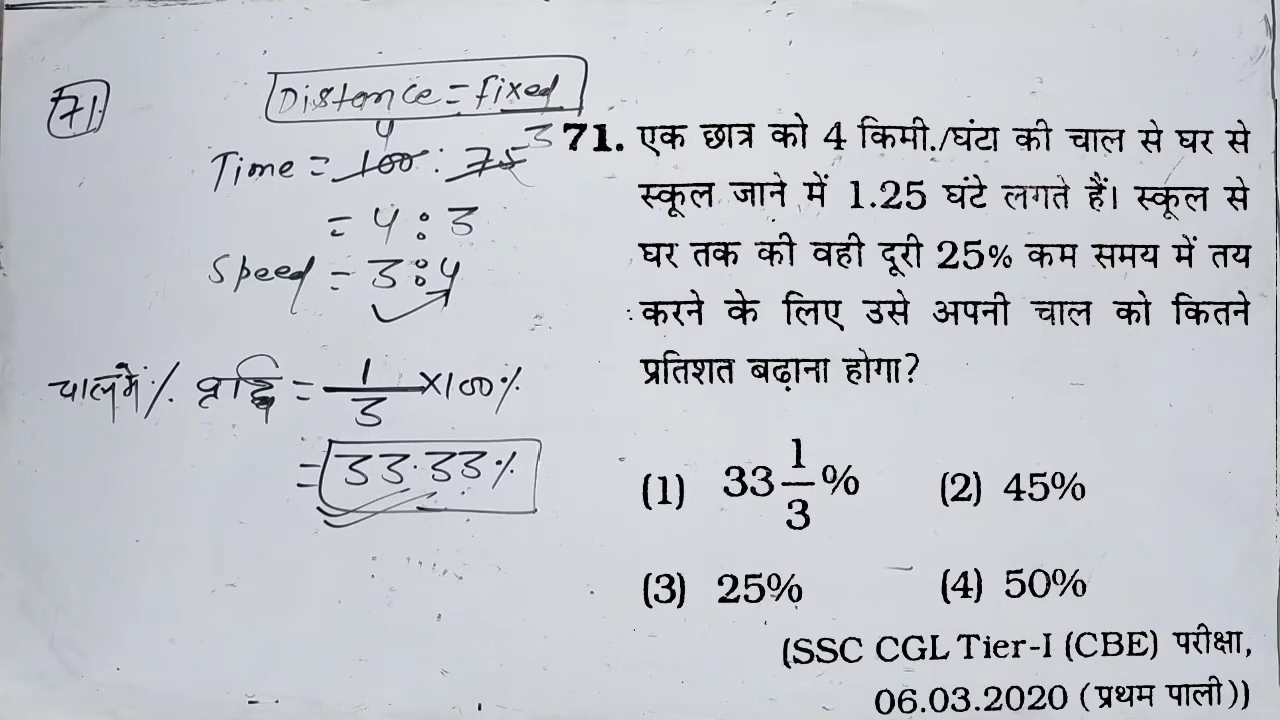 71.
Distance = fixed
4 3
Time = 100 : 75
= 4 : 3
Speed = 3 : 4
चाल में % वृद्धि = 1/3 ×100%
= 33.33%
71. एक छात्र को 4 किमी./घंटा की चाल से घर से
स्कूल जाने में 1.25 घंटे लगते हैं। स्कूल से
घर तक की वही दूरी 25% कम समय में तय
करने के लिए उसे अपनी चाल को कितने
प्रतिशत बढ़ाना होगा?
(1) 33 1/3 % (2) 45%
(3) 25% (4) 50%
(SSC CGL Tier-I (CBE) परीक्षा,
06.03.2020 (प्रथम पाली))